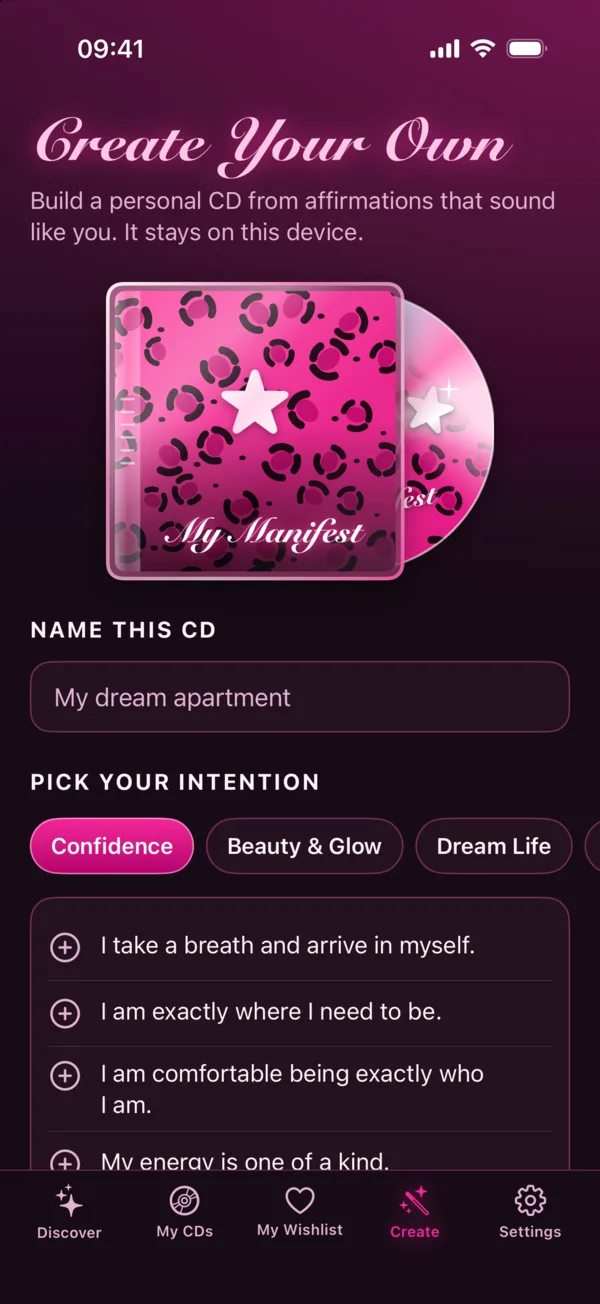 09:41
Create Your Own
Build a personal CD from affirmations that sound
like you. It stays on this device.
My Manifest
fest
NAME THIS CD
My dream apartment
PICK YOUR INTENTION
Confidence
Beauty & Glow
Dream Life
I take a breath and arrive in myself.
I am exactly where I need to be.
I am comfortable being exactly who
I am.
My energy is one of a kind.
Discover
My CDs
My Wishlist
Create
Settings